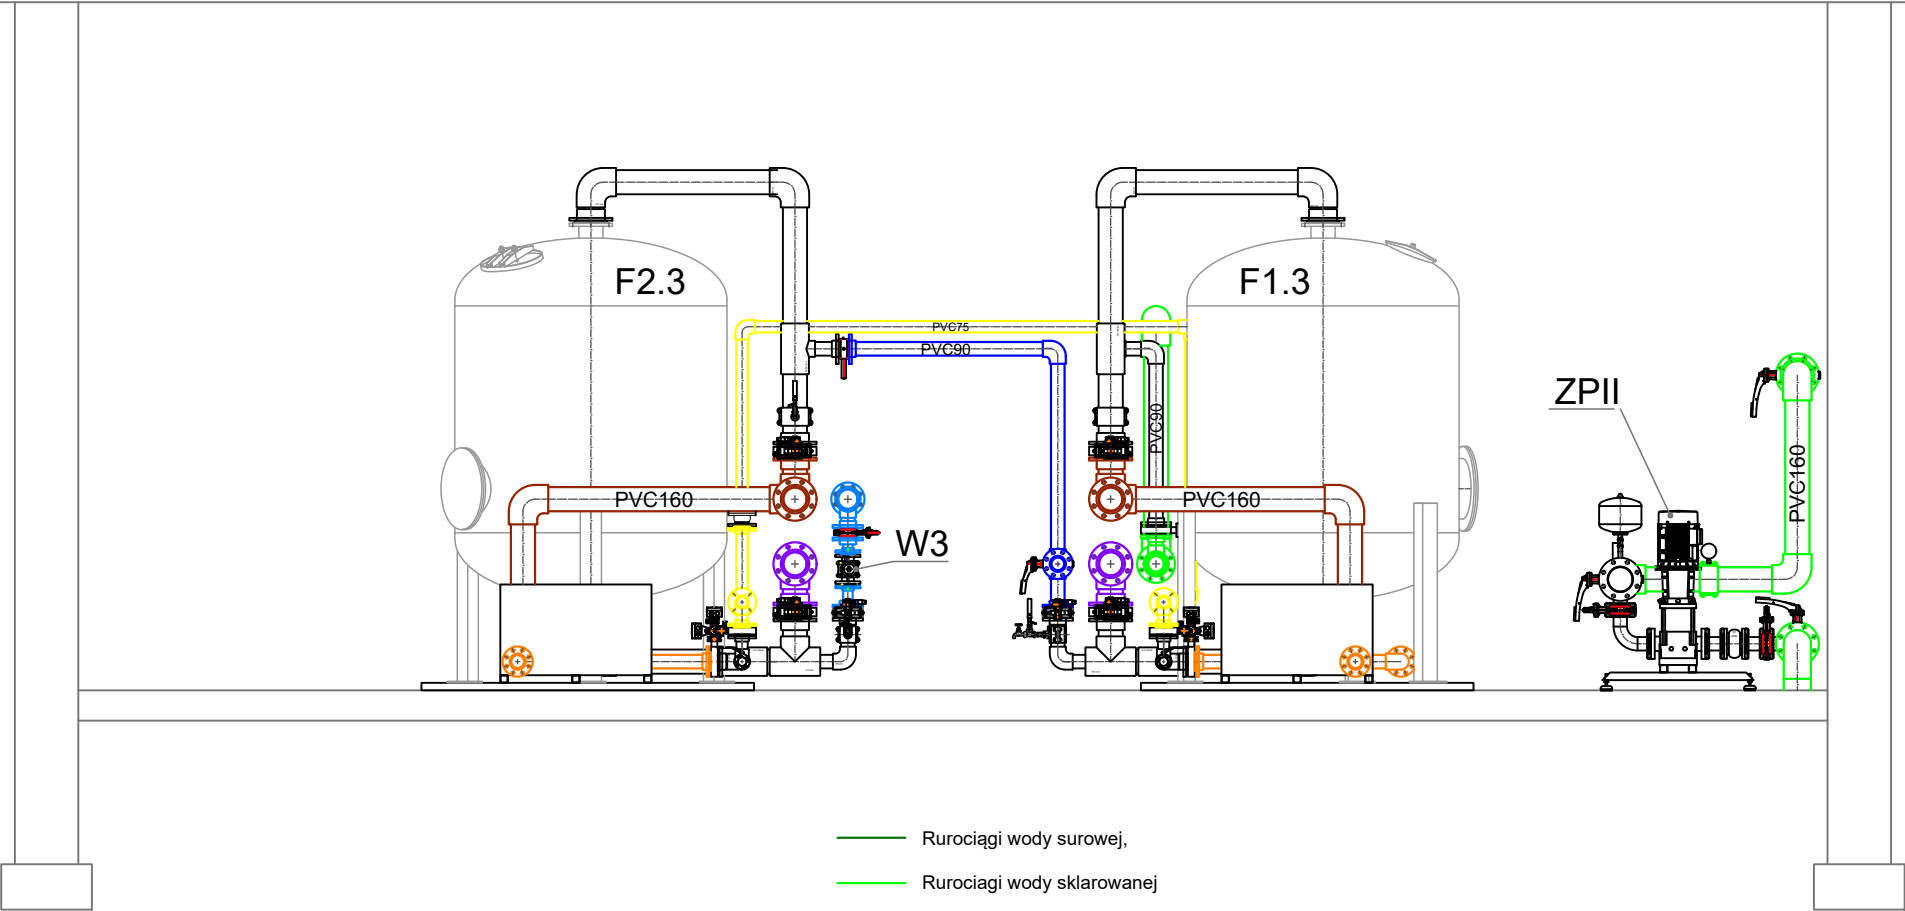 F2.3
F1.3
PVC75
PVC90
ZPII
PVC90
PVC160
PVC160
PVC160
W3
Rurociągi wody surowej,
Rurociagi wody sklarowanej